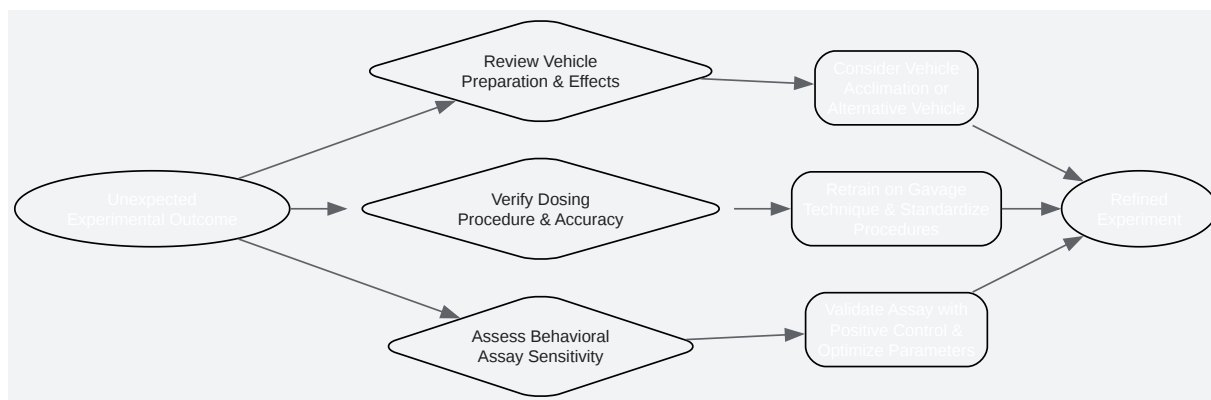 Review Vehicle
Preparation & Effects
Consider Vehicle
Acclimation or
Alternative Vehicle
Unexpected
Experimental Outcome
Verify Dosing
Procedure & Accuracy
Retrain on Gavage
Technique & Standardize
Procedures
Refined
Experiment
Assess Behavioral
Assay Sensitivity
Validate Assay with
Positive Control &
Optimize Parameters